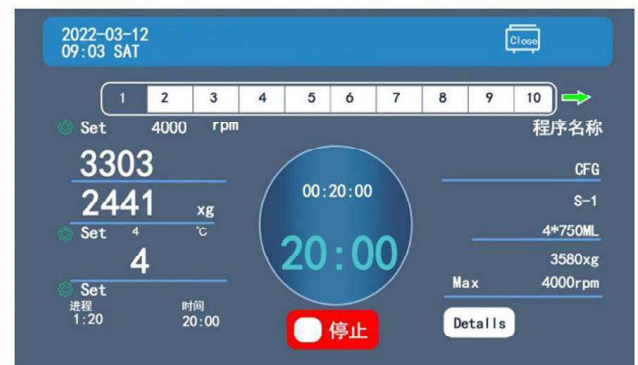 2022-03-12
09:03 SAT
Close
1 2 3 4 5 6 7 8 9 10
Set 4000 rpm
程序名称
3303
CFG
00:20:00
2441 xg
S-1
Set 4 ℃
4*750ML
20:00
4
3580xg
Max 4000rpm
Set
进程 时间
1:20 20:00
停止
Detalls